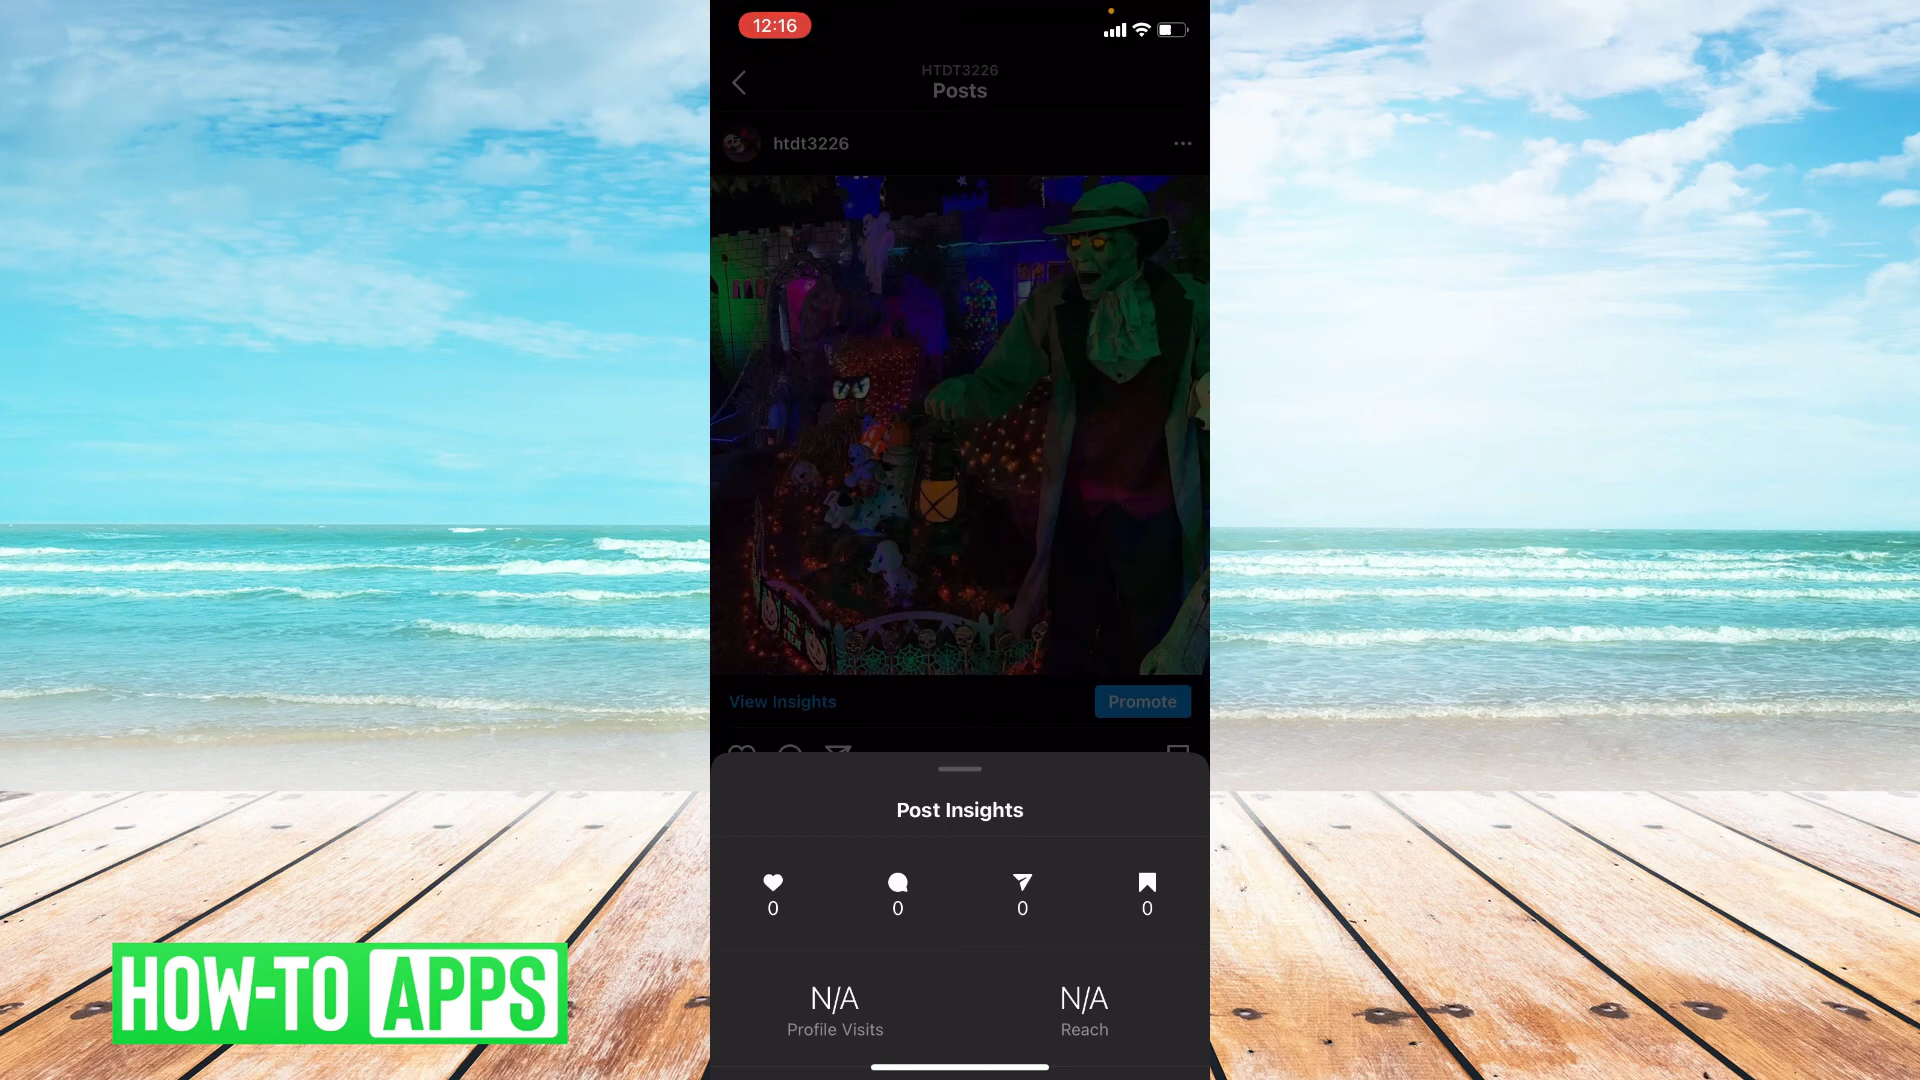 12:16
HTDT3226
Posts
htdt3226
View Insights
Promote
Post Insights
0
0
0
0
N/A
N/A
Profile Visits
Reach
HOW-TO APPS